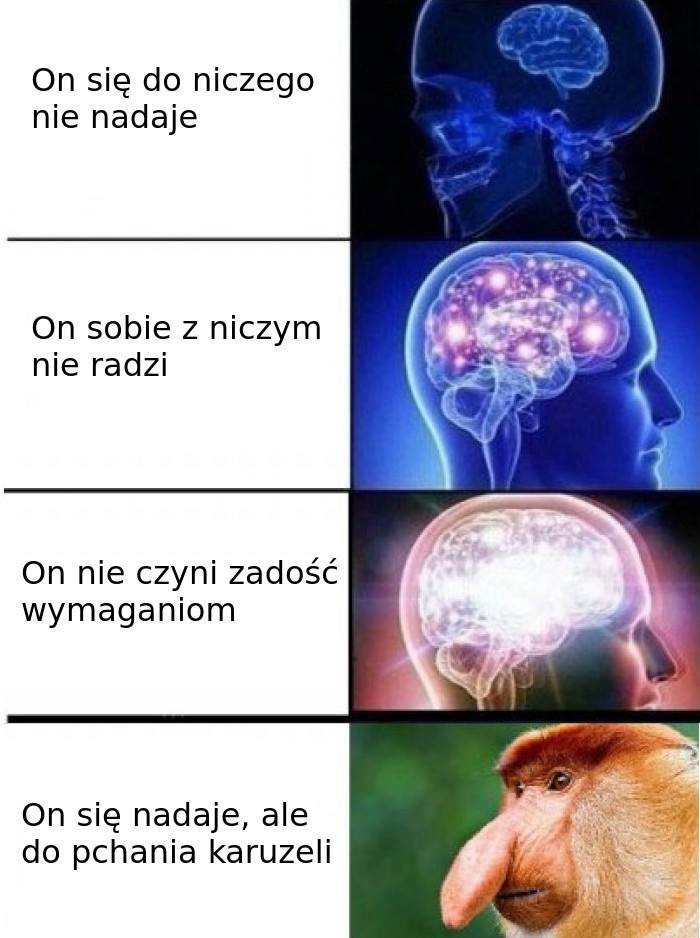 On się do niczego
nie nadaje
On sobie z niczym
nie radzi
On nie czyni zadość
wymaganiom
On się nadaje, ale
do pchania karuzeli